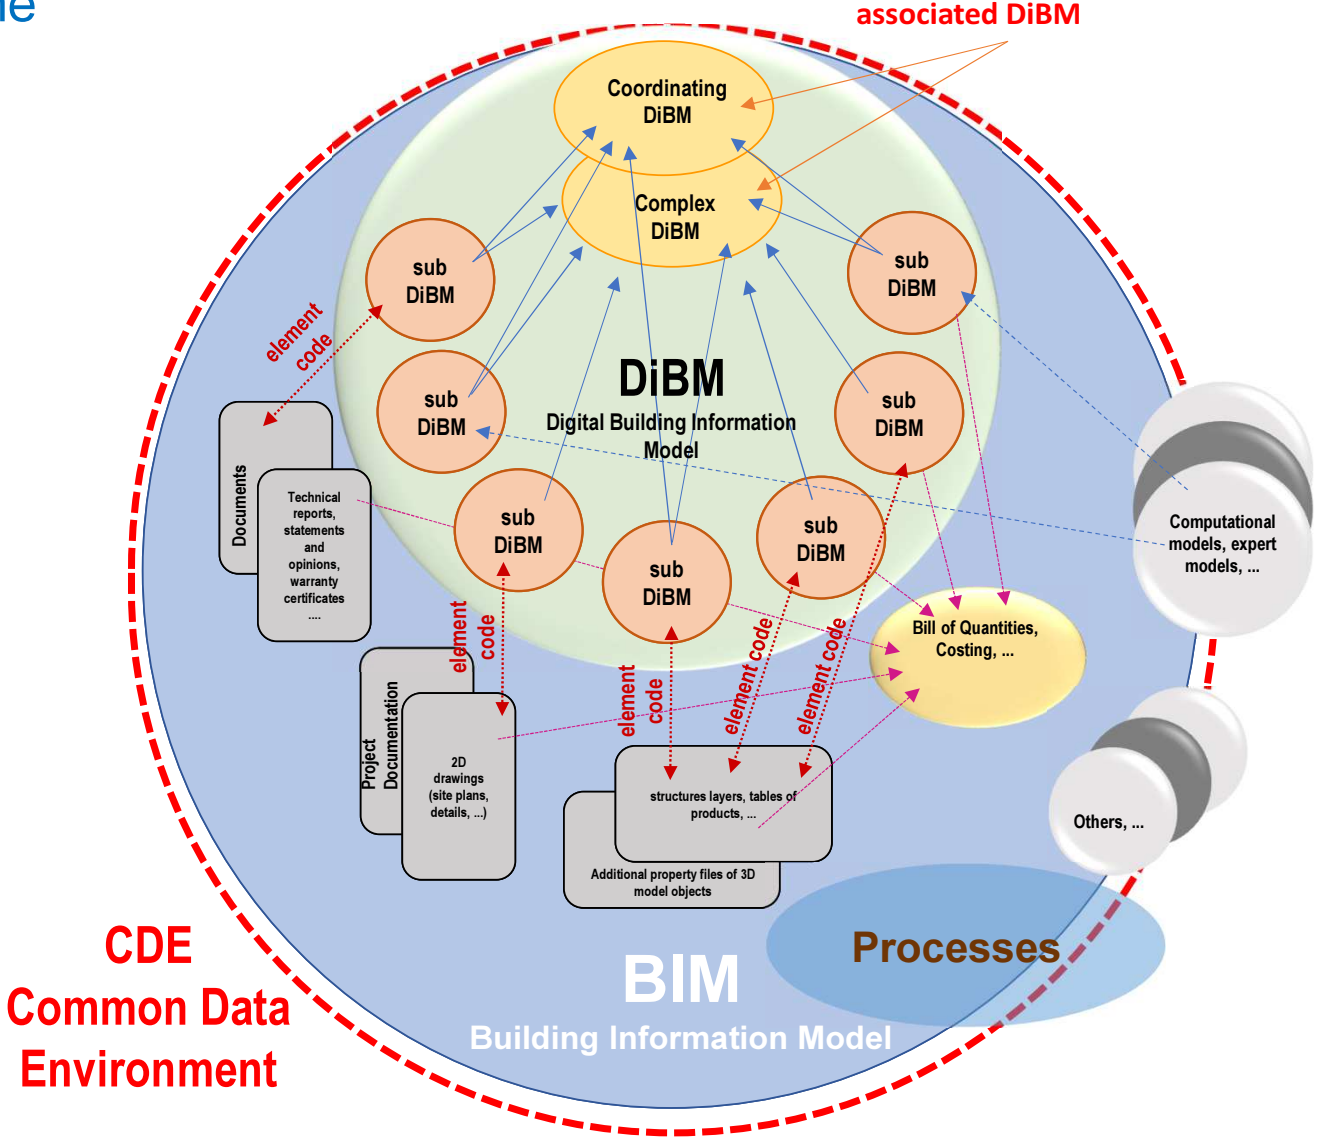 associated DiBM
Coordinating
DiBM
Complex
DiBM
sub
DiBM
sub
DiBM
element
code
sub
DiBM
sub
DiBM
DiBM
Digital Building Information
Model
Documents
Technical
reports,
statements
and
opinions,
warranty
certificates
....
sub
DiBM
sub
DiBM
sub
DiBM
Computational
models, expert
models, ...
element
code
element
code
element code
element code
Bill of Quantities,
Costing, ...
Project
Documentation
2D
drawings
(site plans,
details, ...)
structures layers, tables of
products, ...
Additional property files of 3D
model objects
Others, ...
Processes
CDE
Common Data
Environment
BIM
Building Information Model